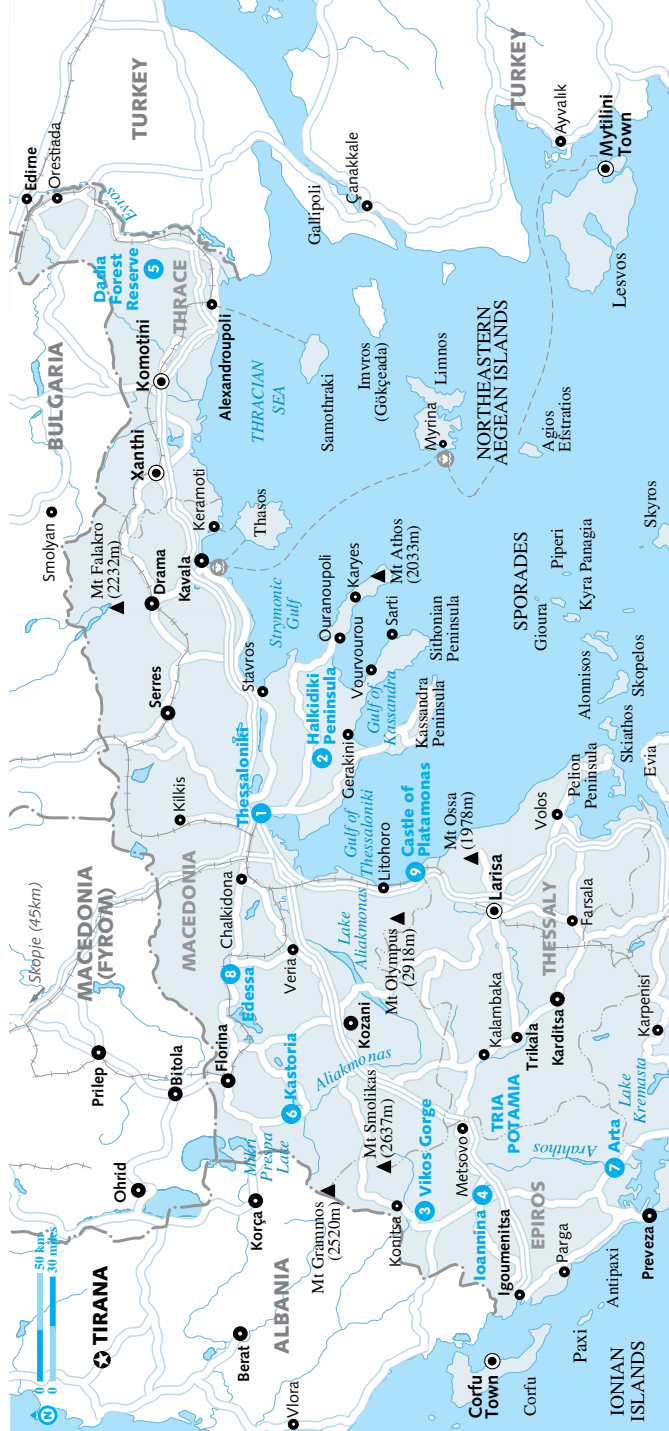 N
0
50 km
0
30 miles
TIRANA
Berat
ALBANIA
Vlora
Ohrid
Korça
Prilep
Bitola
Skopje (45km)
MACEDONIA
(FYROM)
MACEDONIA
Mikri
Prespa
Lake
Florina
6 Kastoria
8
Edessa
Chalkidona
Veria
Kilkis
Thessaloniki
1
Serres
Smolyan
BULGARIA
Mt Falakro
(2232m)
Drama
Xanthi
Kavala
Keramoti
Thasos
Komotini
THRACE
Dadia
Forest
Reserve
5
Alexandroupoli
Edirne
Orestiada
Evros
TURKEY
THRACIAN
SEA
Samothraki
Imvros
(Gökçeada)
Gallipoli
Çanakkale
TURKEY
Ayvalık
Mytilini
Town
Lesvos
Myrina
Limnos
NORTHEASTERN
AEGEAN ISLANDS
Agios
Efstratios
Stavros
Strymonic
Gulf
2 Halkidiki
Peninsula
Ouranoupoli
Karyes
Mt Athos
(2033m)
Vourvourou
Sarti
Gerakini
Gulf of
Kassandra
Sithonian
Peninsula
Kassandra
Peninsula
Gulf of
Thessaloniki
Litohoro
9 Castle of
Platamonas
Mt Ossa
(1978m)
Lake
Aliakmonas
Mt Olympus
(2918m)
Kozani
Aliakmonas
Mt Grammos
(2520m)
Mt Smolikas
(2637m)
Konitsa
3 Vikos Gorge
Metsovo
Ioannina
4
Igoumenitsa
EPIROS
Parga
Corfu
Town
Corfu
Paxi
Antipaxi
IONIAN
ISLANDS
Preveza
7 Arta
Arahthos
TRIA
POTAMIA
Lake
Kremasta
Karpenisi
Kalambaka
Trikala
Karditsa
THESSALY
Larisa
Farsala
Volos
Pelion
Peninsula
Evia
Skiathos
Skopelos
Alonnisos
SPORADES
Gioura
Piperi
Kyra Panagia
Skyros